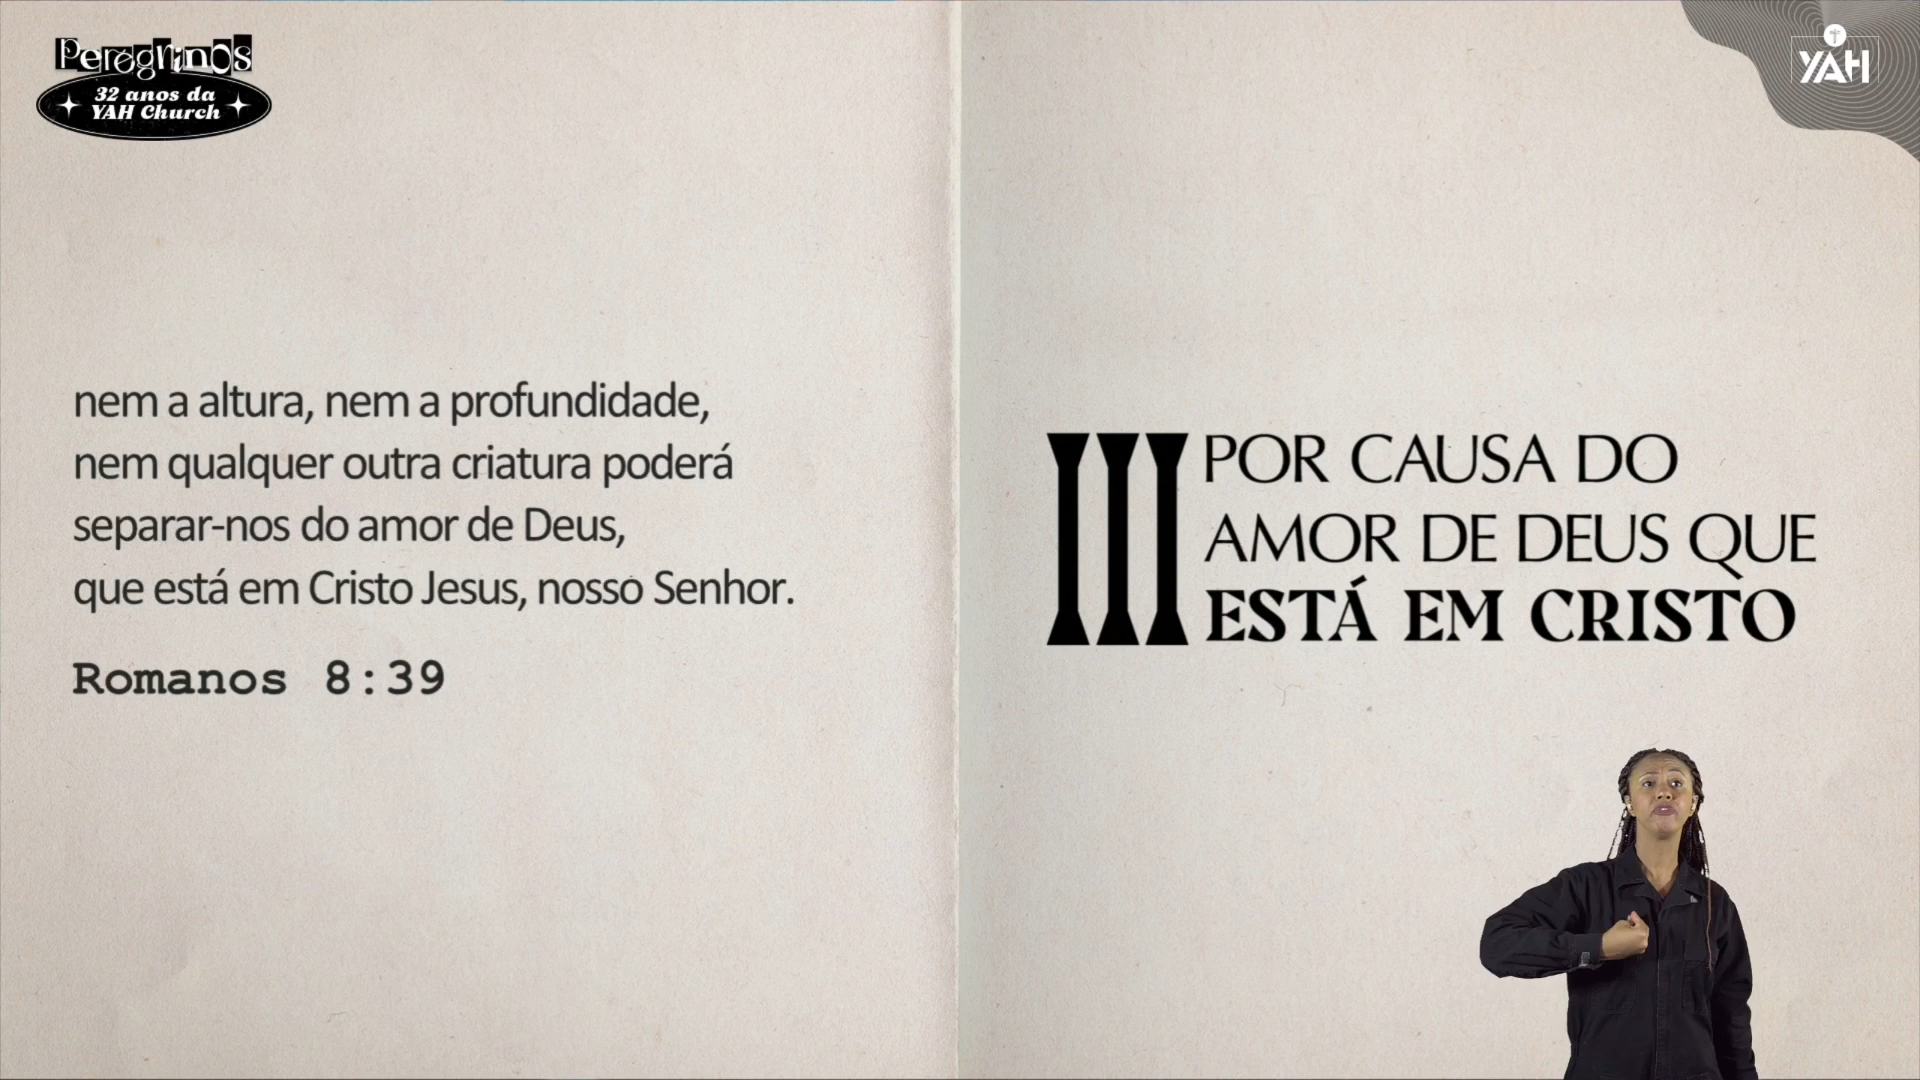 Peregrinos
32 anos da
YAH Church
YAH
nem a altura, nem a profundidade,
nem qualquer outra criatura poderá
separar-nos do amor de Deus,
que está em Cristo Jesus, nosso Senhor.
Romanos 8:39
III POR CAUSA DO
AMOR DE DEUS QUE
ESTÁ EM CRISTO